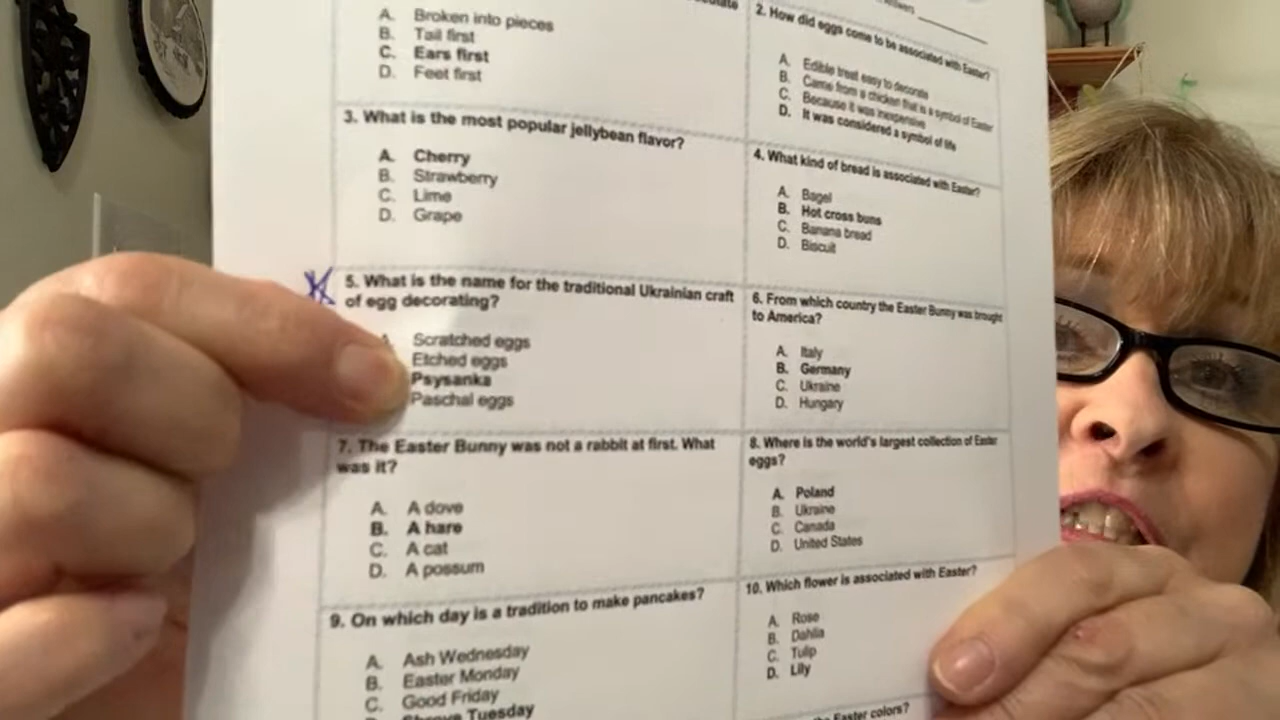 A. Broken into pieces
B. Tail first
C. Ears first
D. Feet first
2. How did eggs come to be associated with Easter?
A. Edible treat easy to decorate
B. Came from a chicken that is a symbol of Easter
C. Because it was inexpensive
D. It was considered a symbol of life
3. What is the most popular jellybean flavor?
A. Cherry
B. Strawberry
C. Lime
D. Grape
4. What kind of bread is associated with Easter?
A. Bagel
B. Hot cross buns
C. Banana bread
D. Biscuit
5. What is the name for the traditional Ukrainian craft
of egg decorating?
Scratched eggs
Etched eggs
Psysanka
Paschal eggs
6. From which country the Easter Bunny was brought
to America?
A. Italy
B. Germany
C. Ukraine
D. Hungary
7. The Easter Bunny was not a rabbit at first. What
was it?
A. A dove
B. A hare
C. A cat
D. A possum
8. Where is the world's largest collection of Easter
eggs?
A. Poland
B. Ukraine
C. Canada
D. United States
9. On which day is a tradition to make pancakes?
A. Ash Wednesday
B. Easter Monday
C. Good Friday
Tuesday
10. Which flower is associated with Easter?
A. Rose
B. Dahlia
C. Tulip
D. Lily
Easter colors?